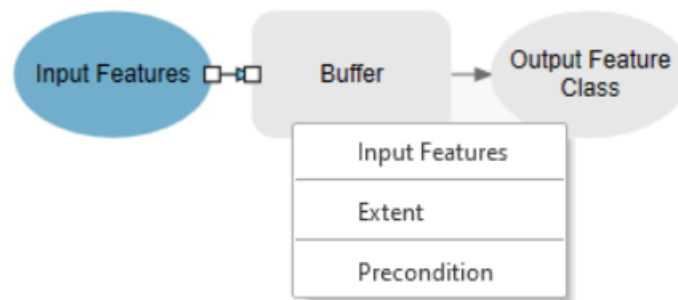 Input Features
Buffer
Output Feature
Class
Input Features
Extent
Precondition